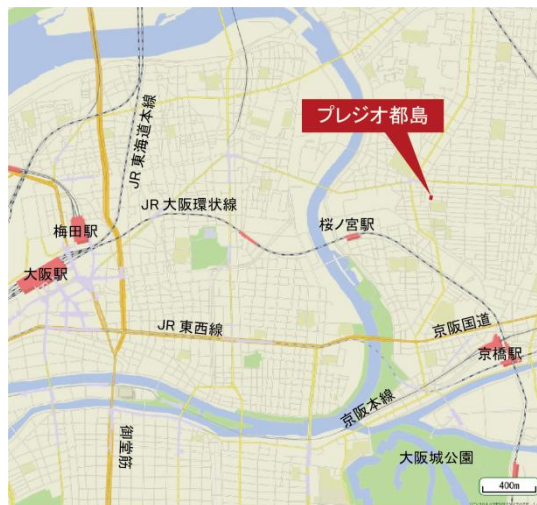 プレジオ都島
JR東海道本線
JR大阪環状線
梅田駅
桜ノ宮駅
大阪駅
JR東西線
京阪国道
京橋駅
京阪本線
御堂筋
大阪城公園
400m